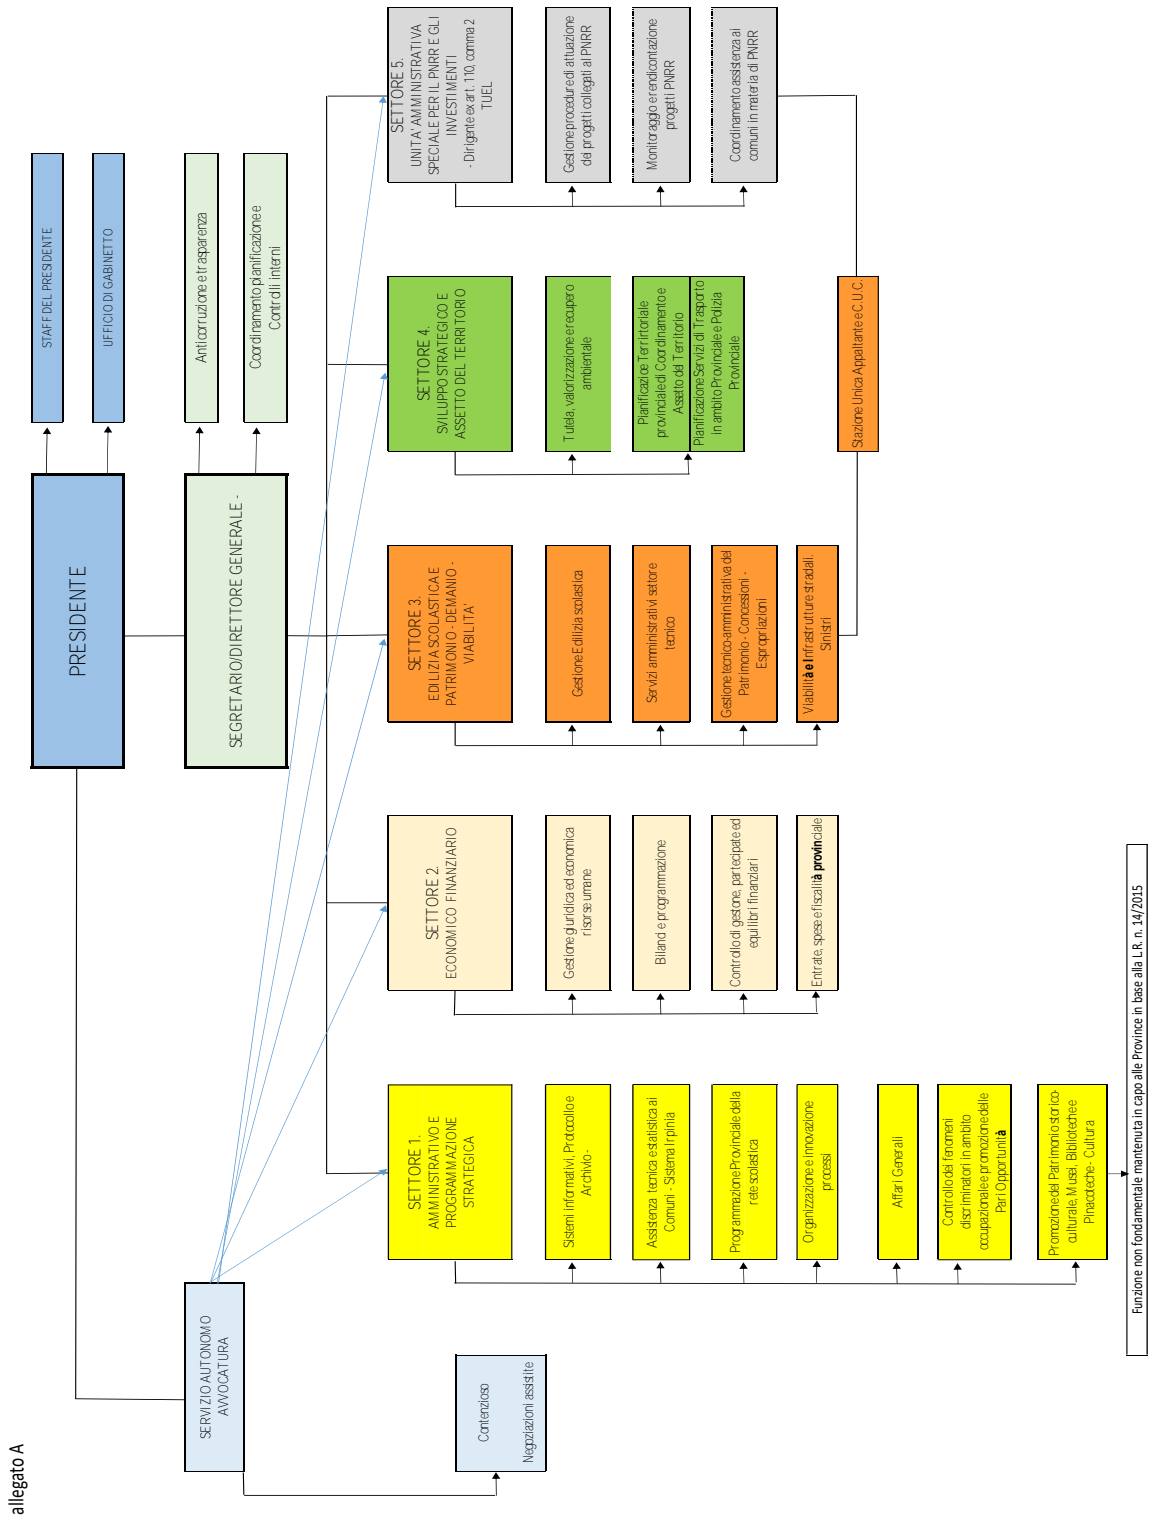 allegato A
PRESIDENTE
STAFF DEL PRESIDENTE
UFFICIO DI GABINETTO
SERVIZIO AUTONOMO
AVVOCATURA
SEGRETARIO/DIRETTORE GENERALE -
Anticorruzione e trasparenza
Coordinamento pianificazione e
Controlli interni
Contenzioso
Negoziazioni assistite
SETTORE 1.
AMMINISTRATIVO E
PROGRAMMAZIONE
STRATEGICA
Sistemi informativi, Protocollo e
Archivio -
Assistenza tecnica e statistica ai
Comuni - Sistema Irpinia
Programmazione Provinciale della
rete scolastica
Organizzazione e innovazione
processi
Affari Generali
Controllo dei fenomeni
discriminatori in ambito
occupazionale e promozione delle
Pari Opportunità
Promozione del Patrimonio storico-
culturale, Musei, Biblioteche e
Pinacoteche - Cultura
Funzione non fondamentale mantenuta in capo alle Province in base alla L.R. n. 14/2015
SETTORE 2.
ECONOMICO FINANZIARIO
Gestione giuridica ed economica
risorse umane
Bilanci e programmazione
Controllo di gestone, partecipate ed
equilibri finanziari
Entrate, spese e fiscalità provinciale
SETTORE 3.
EDILIZIA SCOLASTICA E
PATRIMONIO - DEMANIO -
VIABILITA'
Gestione Edilizia scolastica
Servizi amministrativi settore
tecnico
Gestione tecnico-amministrativa del
Patrimonio - Concessioni -
Espropriazioni
Viabilità e Infrastrutture stradali.
Sinistri
SETTORE 4.
SVILUPPO STRATEGICO E
ASSETTO DEL TERRITORIO
Tutela, valorizzazione e recupero
ambientale
Pianificazioe Terrirtoriale
provinciale di Coordinamento e
Assetto del Territorio
Pianificazione Servizi di Trasporto
in ambito Provinciale e Polizia
Provinciale
SETTORE 5.
UNITA' AMMINISTRATIVA
SPECIALE PER IL PNRR E GLI
INVESTIMENTI
- Dirigente ex art. 110, comma 2
TUEL
Gestione procedure di attuazione
dei progetti collegati al PNRR
Monitoraggio e rendicontazione
progetti PNRR
Coordinamento assistenza ai
comuni in materia di PNRR
Stazione Unica Appaltante e C.U.C.